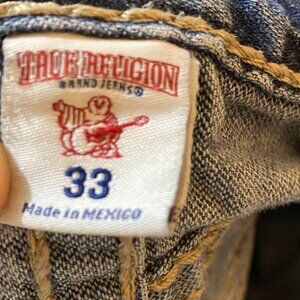 TRUE RELIGION
BRAND JEANS®
33
Made in MEXICO